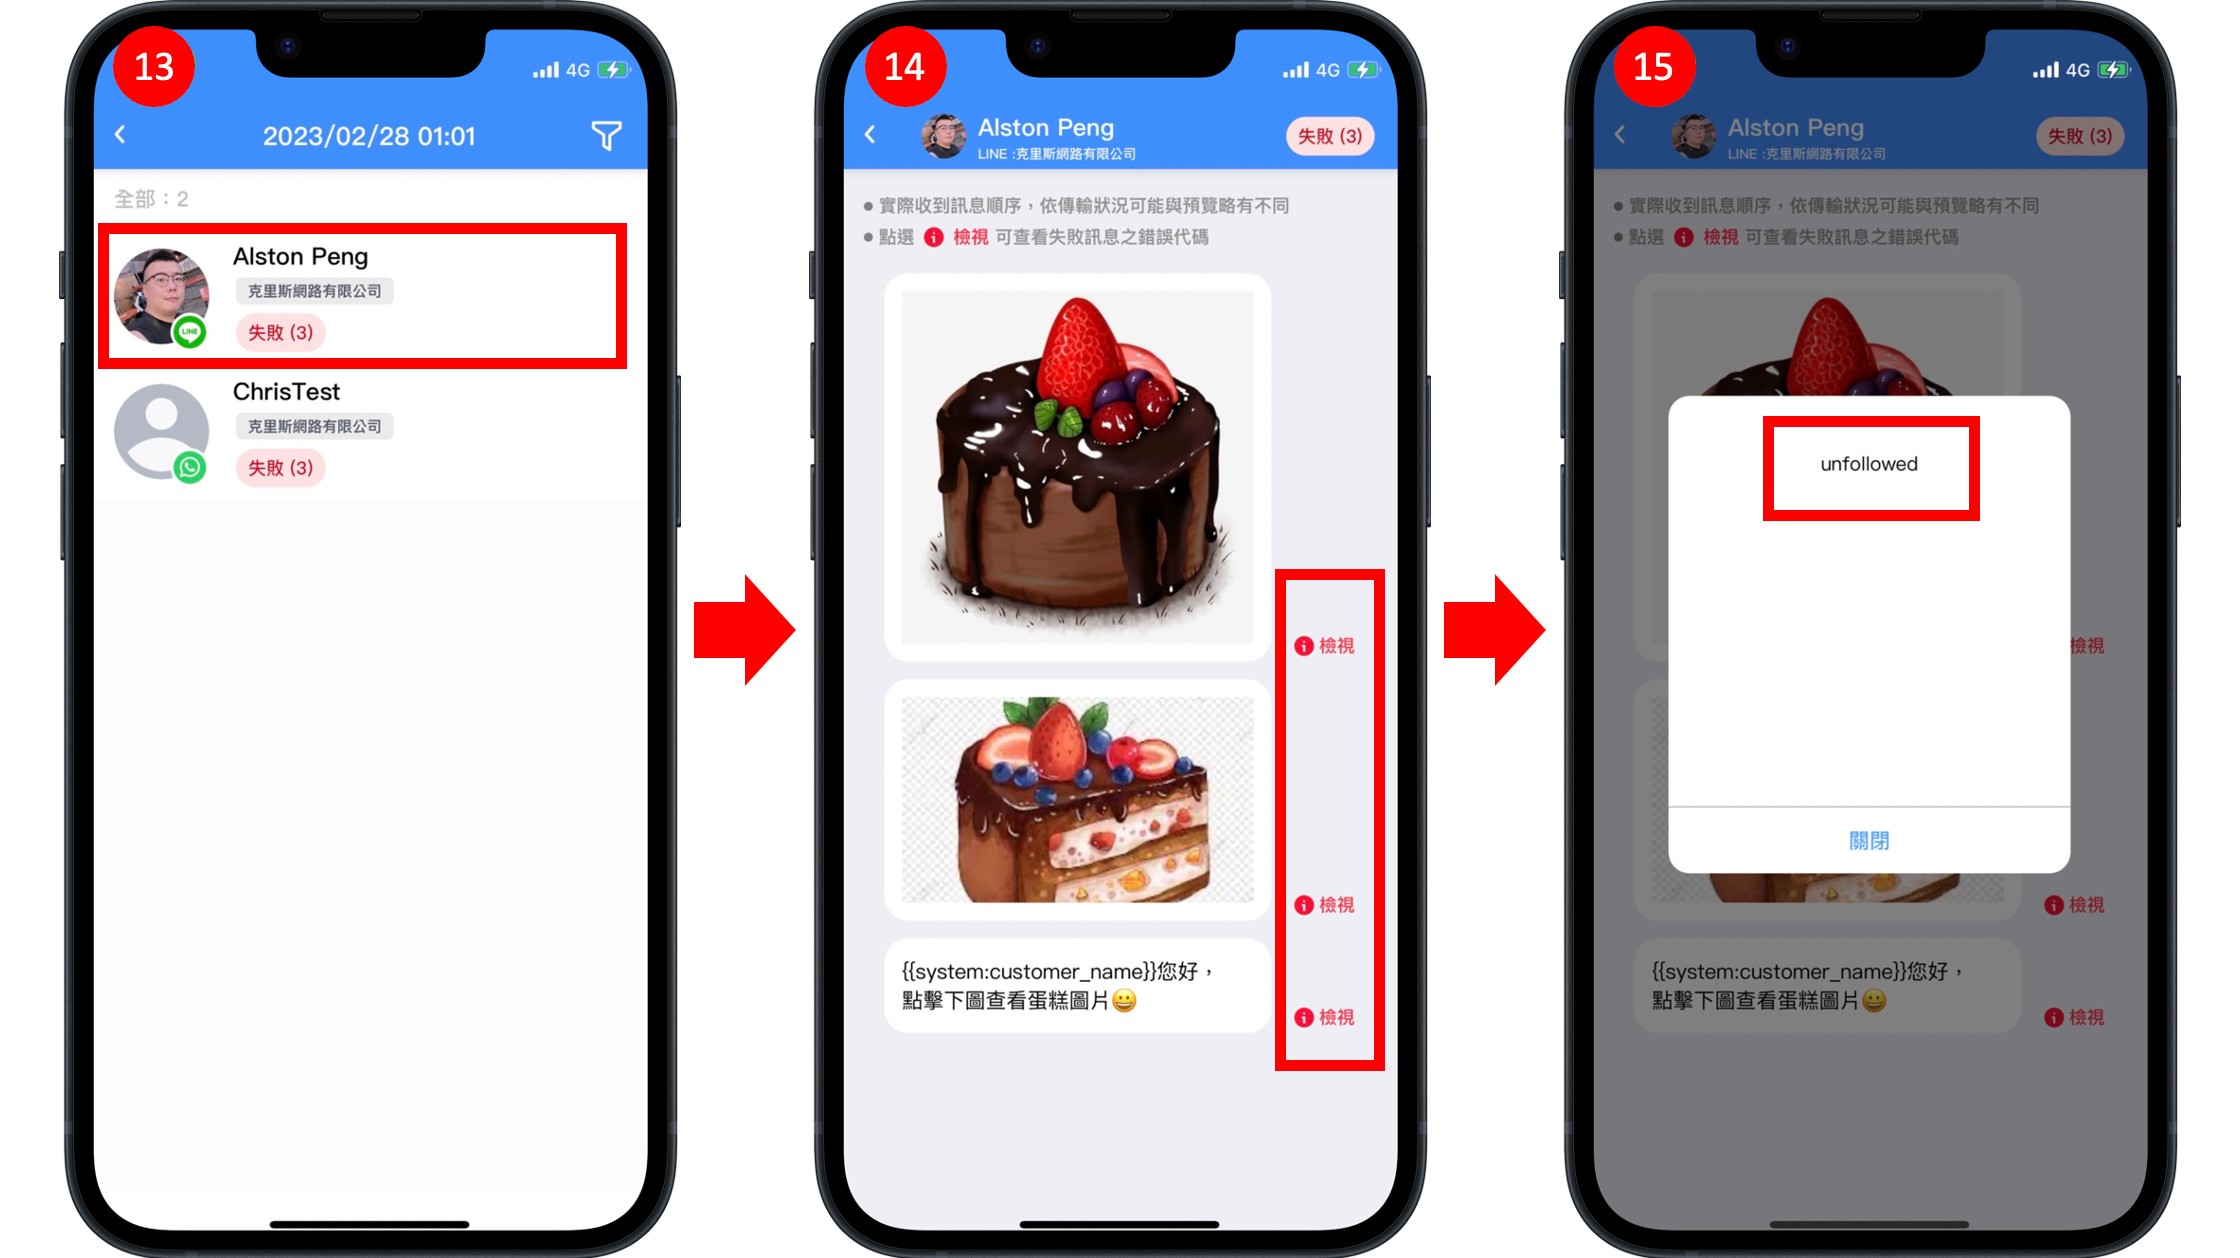 13
4G
2023/02/28 01:01
全部：2
Alston Peng
克里斯網路有限公司
LINE
失敗 (3)
ChrisTest
克里斯網路有限公司
失敗 (3)
14
4G
Alston Peng
LINE :克里斯網路有限公司
失敗 (3)
● 實際收到訊息順序，依傳輸狀況可能與預覽略有不同
● 點選 檢視 可查看失敗訊息之錯誤代碼
檢視
檢視
{{system:customer_name}}您好，
點擊下圖查看蛋糕圖片😀
檢視
15
4G
Alston Peng
LINE :克里斯網路有限公司
失敗 (3)
● 實際收到訊息順序，依傳輸狀況可能與預覽略有不同
● 點選 檢視 可查看失敗訊息之錯誤代碼
unfollowed
檢視
關閉
檢視
{{system:customer_name}}您好，
點擊下圖查看蛋糕圖片😀
檢視